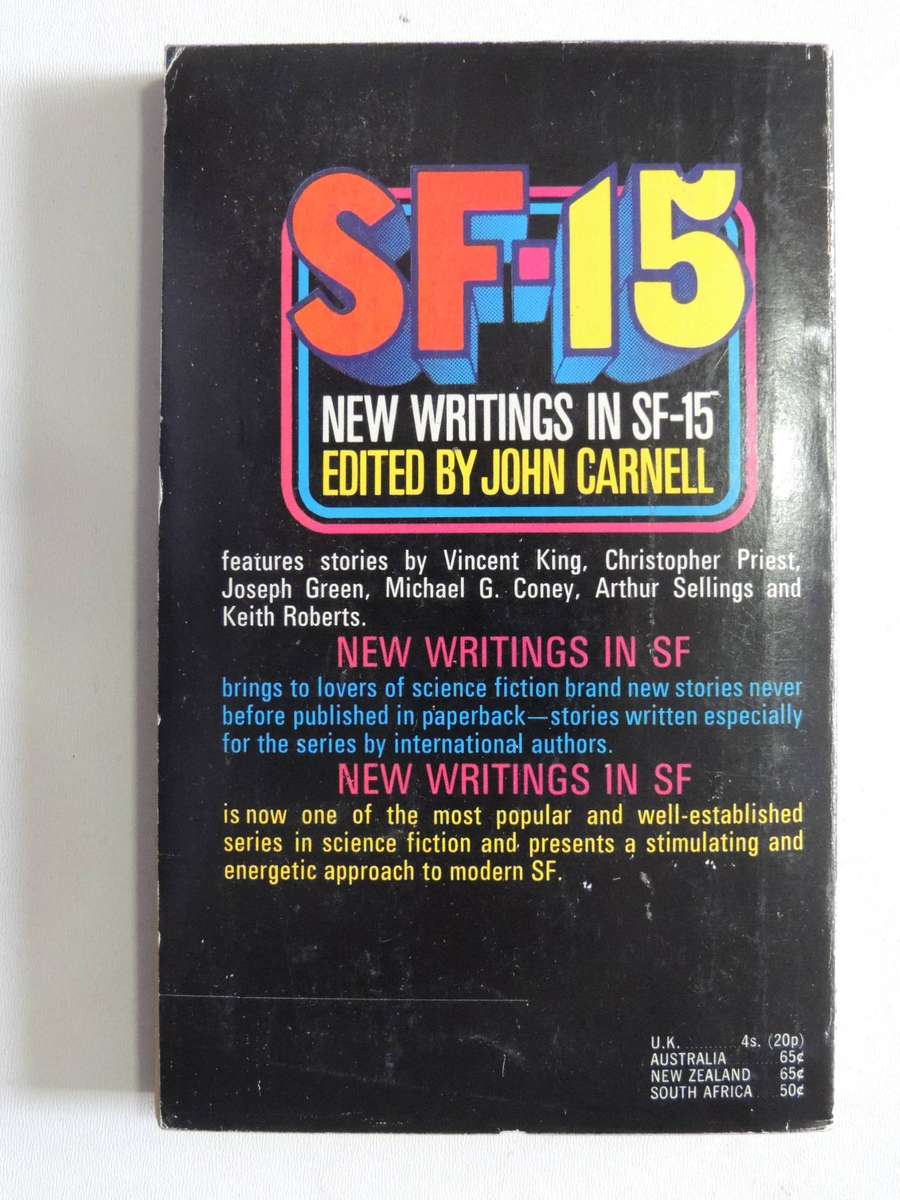 SF·15
NEW WRITINGS IN SF-15
EDITED BY JOHN CARNELL
features stories by Vincent King, Christopher Priest,
Joseph Green, Michael G. Coney, Arthur Sellings and
Keith Roberts.
NEW WRITINGS IN SF
brings to lovers of science fiction brand new stories never
before published in paperback—stories written especially
for the series by international authors.
NEW WRITINGS IN SF
is now one of the most popular and well-established
series in science fiction and presents a stimulating and
energetic approach to modern SF.
U.K. .......... 4s. (20p)
AUSTRALIA 65¢
NEW ZEALAND 65¢
SOUTH AFRICA 50¢